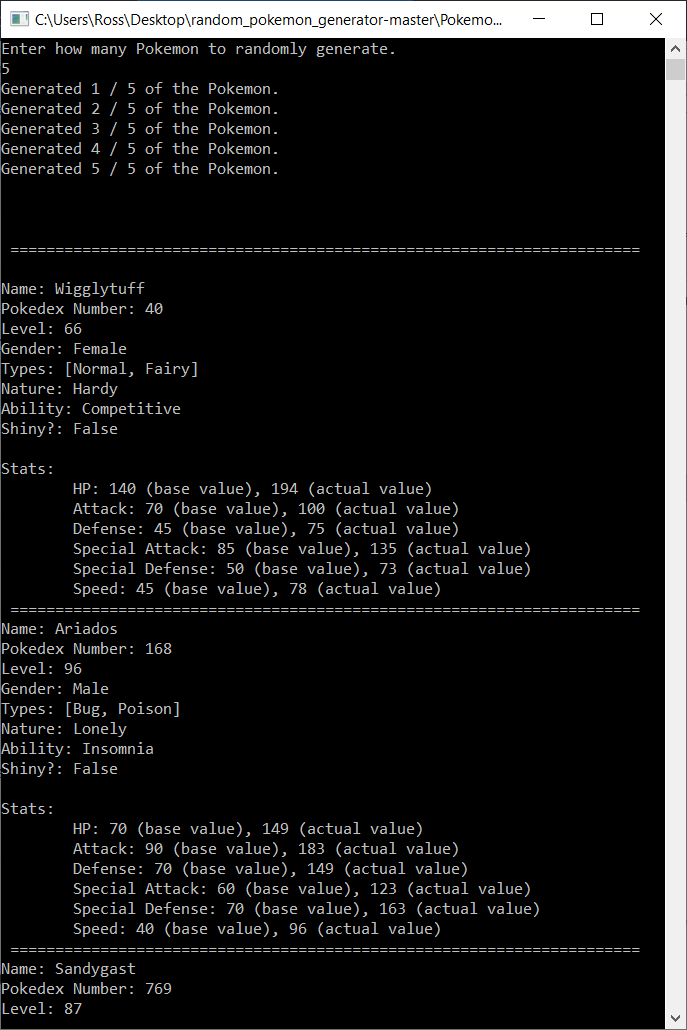 C:\Users\Ross\Desktop\random_pokemon_generator-master\Pokemo...
Enter how many Pokemon to randomly generate.
5
Generated 1 / 5 of the Pokemon.
Generated 2 / 5 of the Pokemon.
Generated 3 / 5 of the Pokemon.
Generated 4 / 5 of the Pokemon.
Generated 5 / 5 of the Pokemon.
======================================================================
Name: Wigglytuff
Pokedex Number: 40
Level: 66
Gender: Female
Types: [Normal, Fairy]
Nature: Hardy
Ability: Competitive
Shiny?: False
Stats:
HP: 140 (base value), 194 (actual value)
Attack: 70 (base value), 100 (actual value)
Defense: 45 (base value), 75 (actual value)
Special Attack: 85 (base value), 135 (actual value)
Special Defense: 50 (base value), 73 (actual value)
Speed: 45 (base value), 78 (actual value)
======================================================================
Name: Ariados
Pokedex Number: 168
Level: 96
Gender: Male
Types: [Bug, Poison]
Nature: Lonely
Ability: Insomnia
Shiny?: False
Stats:
HP: 70 (base value), 149 (actual value)
Attack: 90 (base value), 183 (actual value)
Defense: 70 (base value), 149 (actual value)
Special Attack: 60 (base value), 123 (actual value)
Special Defense: 70 (base value), 163 (actual value)
Speed: 40 (base value), 96 (actual value)
======================================================================
Name: Sandygast
Pokedex Number: 769
Level: 87